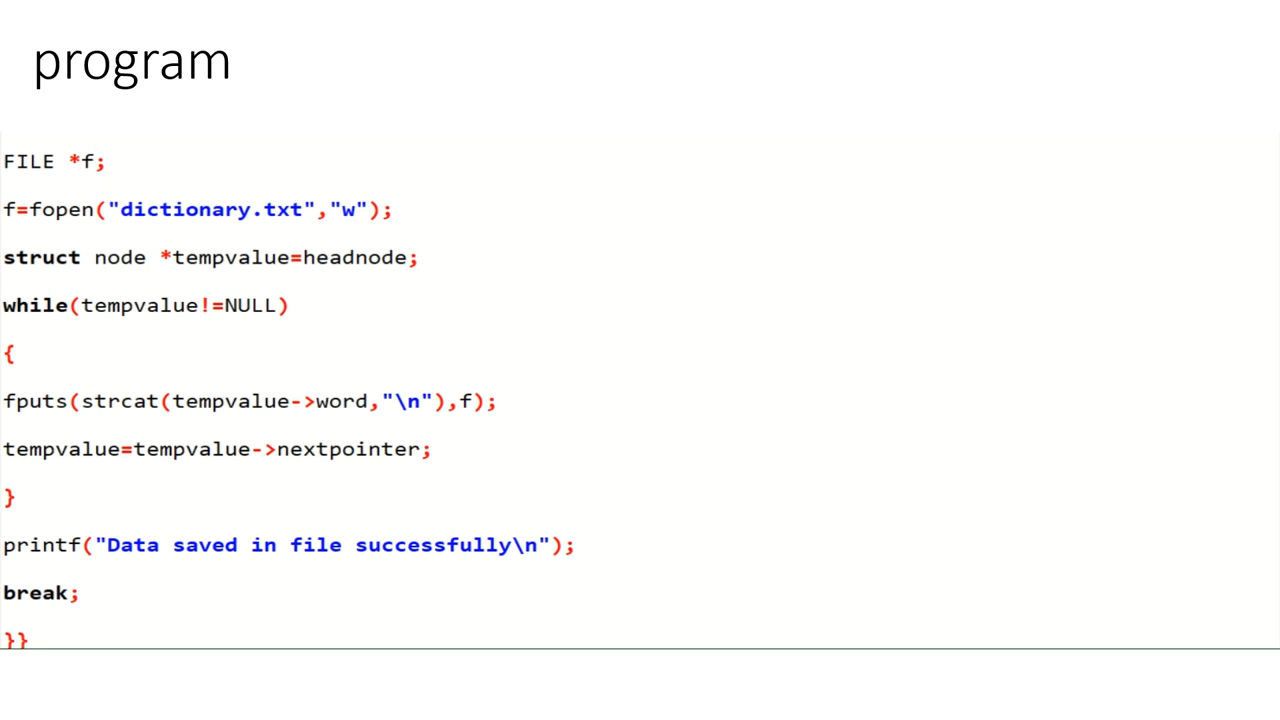 program
FILE *f;
f=fopen("dictionary.txt","w");
struct node *tempvalue=headnode;
while(tempvalue!=NULL)
{
fputs(strcat(tempvalue->word,"\n"),f);
tempvalue=tempvalue->nextpointer;
}
printf("Data saved in file successfully\n");
break;
}}